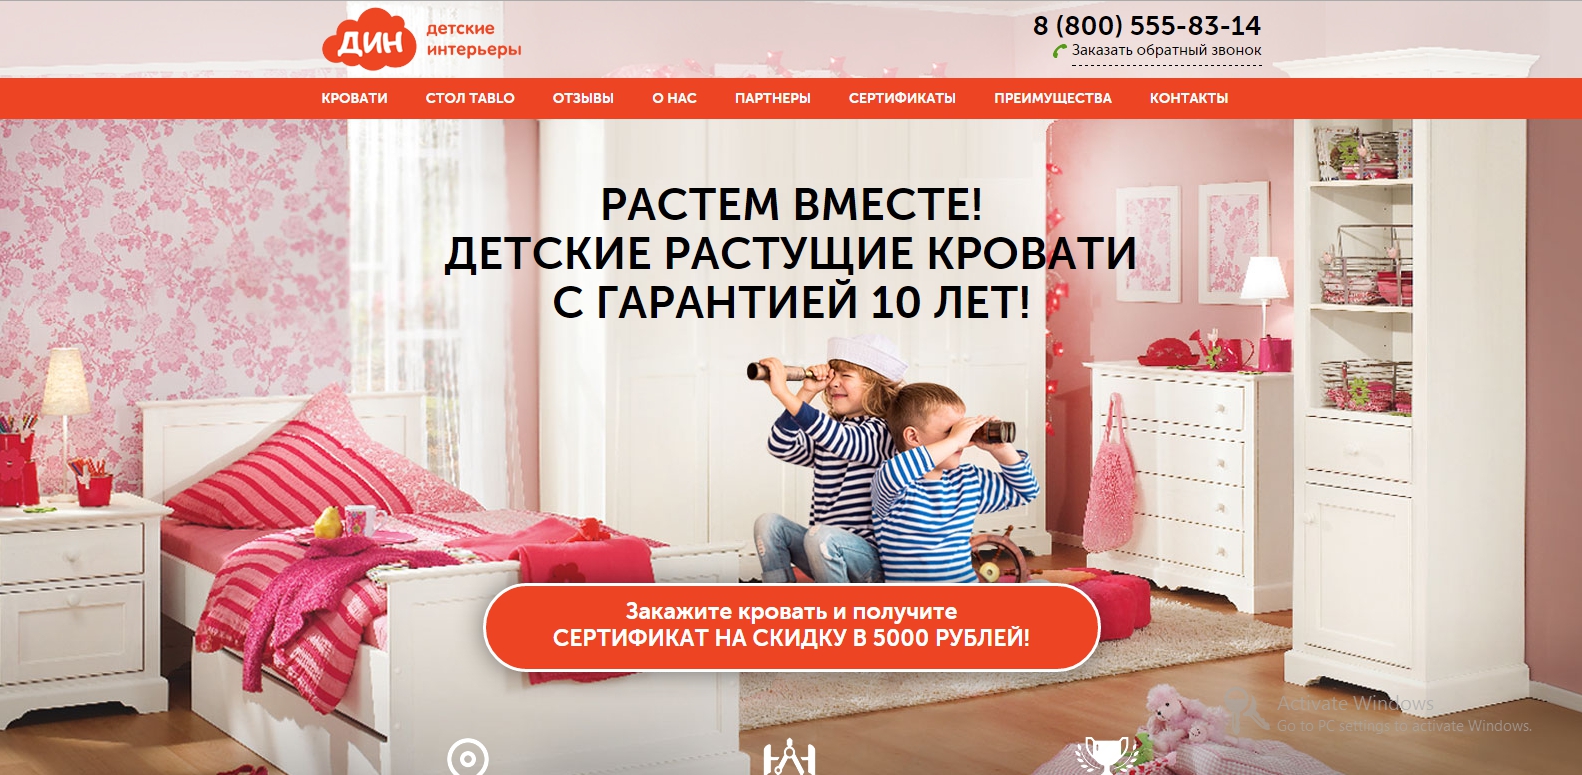 ДИН
детские
интерьеры
8 (800) 555-83-14
Заказать обратный звонок
КРОВАТИ СТОЛ TABLO ОТЗЫВЫ О НАС ПАРТНЕРЫ СЕРТИФИКАТЫ ПРЕИМУЩЕСТВА КОНТАКТЫ
РАСТЕМ ВМЕСТЕ!
ДЕТСКИЕ РАСТУЩИЕ КРОВАТИ
С ГАРАНТИЕЙ 10 ЛЕТ!
Закажите кровать и получите
СЕРТИФИКАТ НА СКИДКУ В 5000 РУБЛЕЙ!
Activate Windows
Go to PC settings to activate Windows.